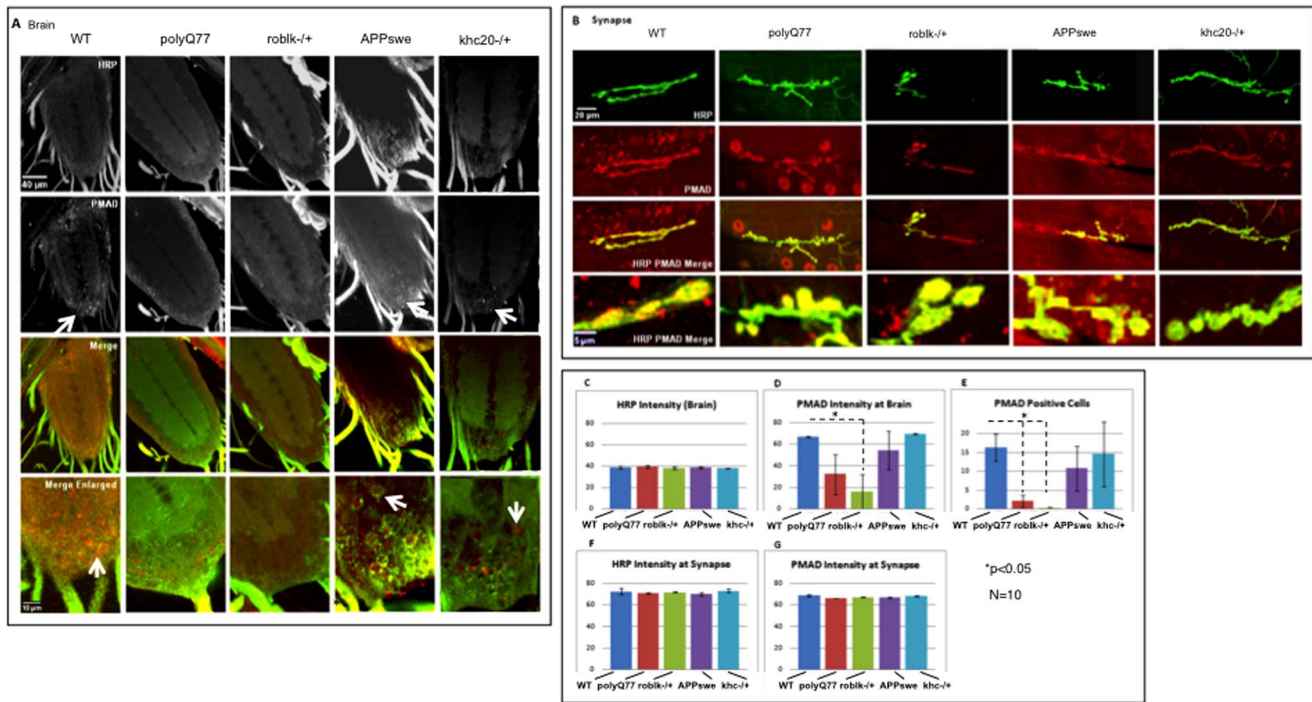 A Brain
WT polyQ77 roblk-/+ APPswe khc20-/+
HRP
40 µm
PMAD
Merge
Merge Enlarged
10 µm
B Synapse
WT polyQ77 roblk-/+ APPswe khc20-/+
HRP
20 µm
PMAD
HRP PMAD Merge
5 µm
HRP PMAD Merge
C
HRP Intensity (Brain)
80
60
40
20
0
WT polyQ77 roblk-/+ APPswe khc-/+
D
PMAD Intensity at Brain
*
80
60
40
20
0
WT polyQ77 roblk-/+ APPswe khc-/+
E
PMAD Positive Cells
*
20
15
10
5
0
WT polyQ77 roblk-/+ APPswe khc-/+
F
HRP Intensity at Synapse
80
60
40
20
0
WT polyQ77 roblk-/+ APPswe khc-/+
G
PMAD Intensity at Synapse
80
60
40
20
0
WT polyQ77 roblk-/+ APPswe khc-/+
*p<0.05
N=10